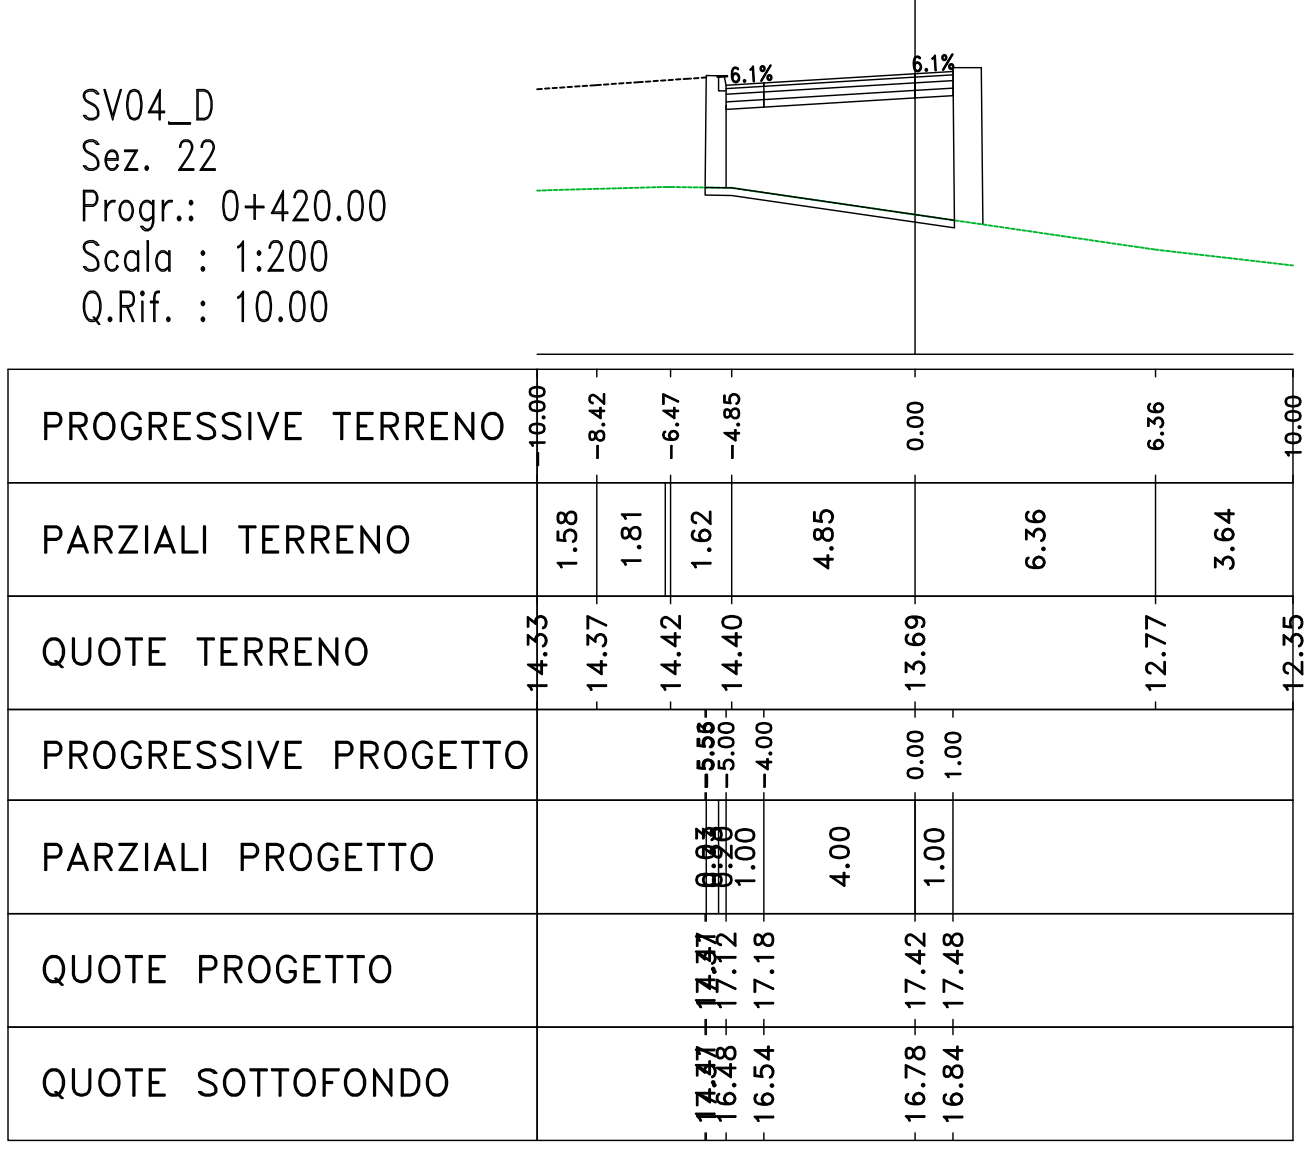 SV04_D
Sez. 22
Progr.: 0+420.00
Scala : 1:200
Q.Rif. : 10.00
6.1% 6.1%
PROGRESSIVE TERRENO -10.00 -8.42 -6.47 -4.85 0.00 6.36 10.00
PARZIALI TERRENO 1.58 1.81 1.62 4.85 6.36 3.64
QUOTE TERRENO 14.33 14.37 14.42 14.40 13.69 12.77 12.35
PROGRESSIVE PROGETTO -5.00 -4.00 0.00 1.00
PARZIALI PROGETTO 1.00 4.00 1.00
QUOTE PROGETTO 17.12 17.18 17.42 17.48
QUOTE SOTTOFONDO 16.48 16.54 16.78 16.84